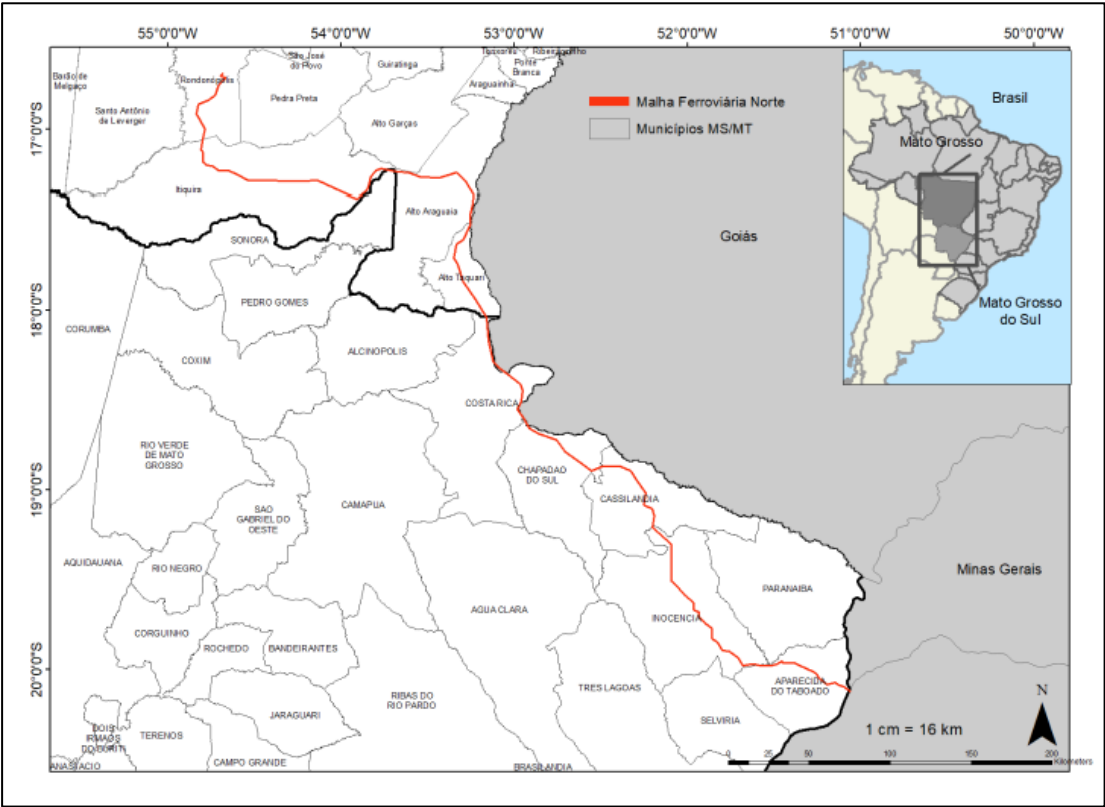 55°0'0"W
54°0'0"W
53°0'0"W
52°0'0"W
51°0'0"W
50°0'0"W
17°0'0"S
18°0'0"S
19°0'0"S
20°0'0"S
Barão de
Melgaço
Santo Antônio
de Leverger
Rondonópolis
São José
do Povo
Pedra Preta
Guiratinga
Alto Garças
Araguainha
Ponte
Branca
Itiquira
Alto Araguaia
Alto Taquari
Malha Ferroviária Norte
Municípios MS/MT
Brasil
Mato Grosso
Mato Grosso
do Sul
Goiás
Minas Gerais
SONORA
PEDRO GOMES
CORUMBA
COXIM
ALCINOPOLIS
COSTA RICA
RIO VERDE
DE MATO
GROSSO
SAO
GABRIEL DO
OESTE
CAMAPUA
CHAPADAO
DO SUL
CASSILANDIA
AQUIDAUANA
RIO NEGRO
PARANAIBA
AGUA CLARA
INOCENCIA
CORGUINHO
ROCHEDO
BANDEIRANTES
APARECIDA
DO TABOADO
TRES LAGOAS
RIBAS DO
RIO PARDO
JARAGUARI
SELVIRIA
DOIS
IRMAOS
DO BURITI
TERENOS
CAMPO GRANDE
BRASILANDIA
N
1 cm = 16 km
0 25 50 100 150 200
Kilometers